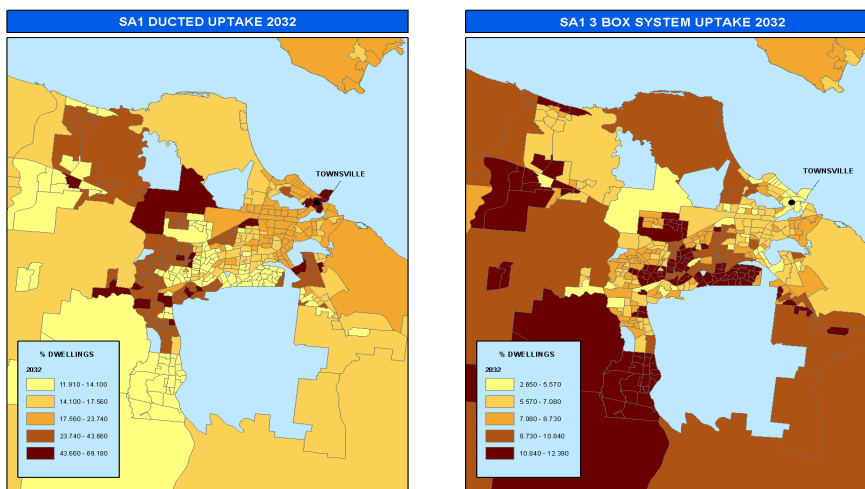 SA1 DUCTED UPTAKE 2032
TOWNSVILLE
% DWELLINGS
2032
11.910 - 14.100
14.100 - 17.560
17.560 - 23.740
23.740 - 43.660
43.660 - 69.180
SA1 3 BOX SYSTEM UPTAKE 2032
TOWNSVILLE
% DWELLINGS
2032
2.650 - 5.570
5.570 - 7.080
7.080 - 8.730
8.730 - 10.840
10.840 - 12.390